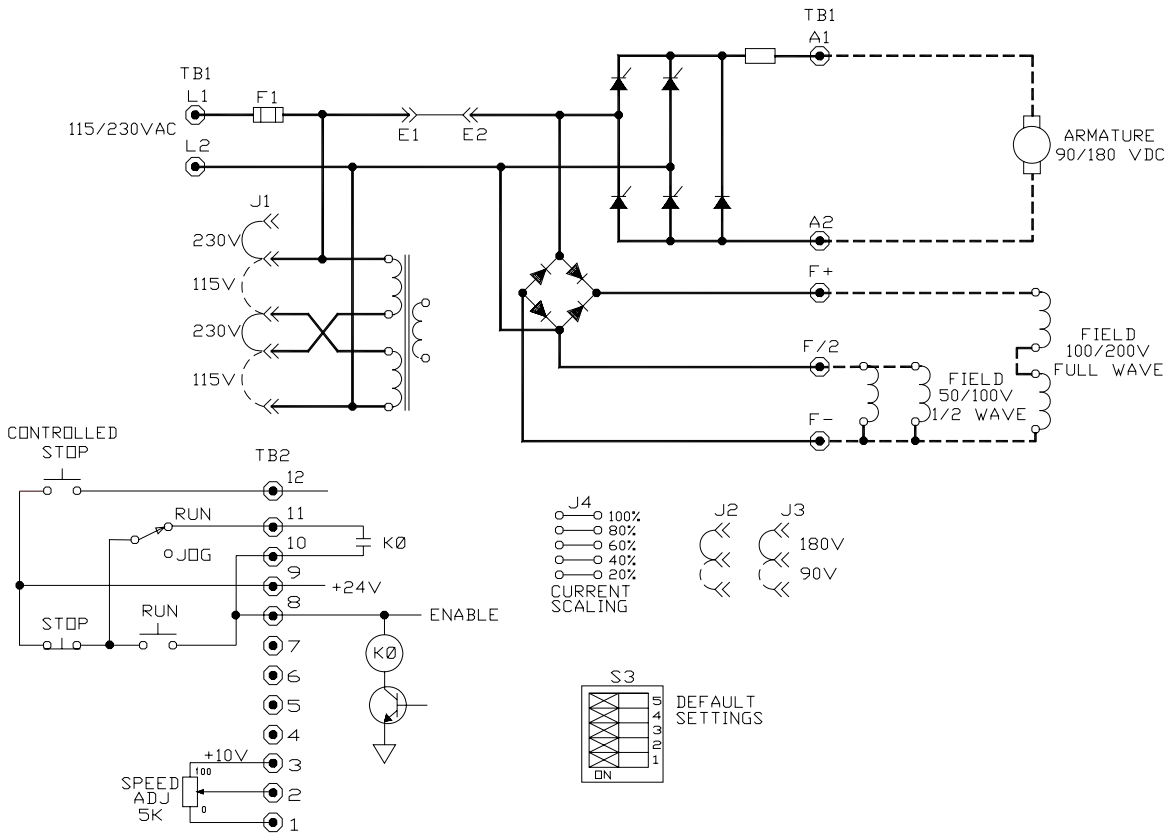 TB1
A1
TB1
L1
F1
115/230VAC
E1
E2
L2
ARMATURE
90/180 VDC
J1
230V
A2
F+
115V
230V
F/2
FIELD
100/200V
FULL WAVE
115V
FIELD
50/100V
1/2 WAVE
F-
CONTROLLED
STOP
TB2
12
RUN
11
JOG
10
K0
9
+24V
8
ENABLE
STOP
RUN
7
K0
6
5
4
+10V
3
100
SPEED
ADJ
5K
2
0
1
J4
100%
80%
60%
40%
20%
CURRENT
SCALING
J2
J3
180V
90V
S3
5
4
3
2
1
ON
DEFAULT
SETTINGS